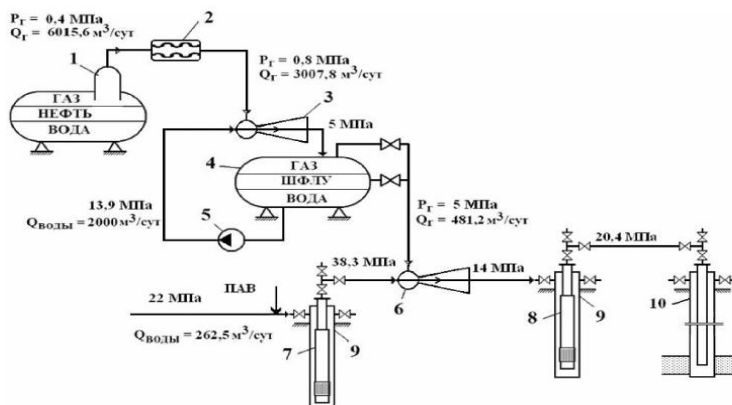 Рг = 0,4 МПа
Qг = 6015,6 м³/сут
2
1
Рг = 0,8 МПа
Qг = 3007,8 м³/сут
ГАЗ
НЕФТЬ
ВОДА
3
5 МПа
4
ГАЗ
ШФЛУ
ВОДА
13,9 МПа
Qводы = 2000 м³/сут
5
Рг = 5 МПа
Qг = 481,2 м³/сут
20,4 МПа
38,3 МПа
14 МПа
6
22 МПа
ПАВ
Qводы = 262,5 м³/сут
7
9
8
9
10